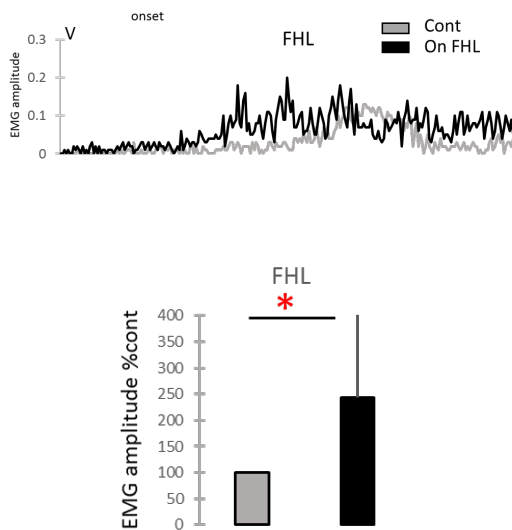 onset
V
FHL
Cont
On FHL
EMG amplitude
0.3
0.2
0.1
0
FHL
*
EMG amplitude %cont
400
350
300
250
200
150
100
50
0